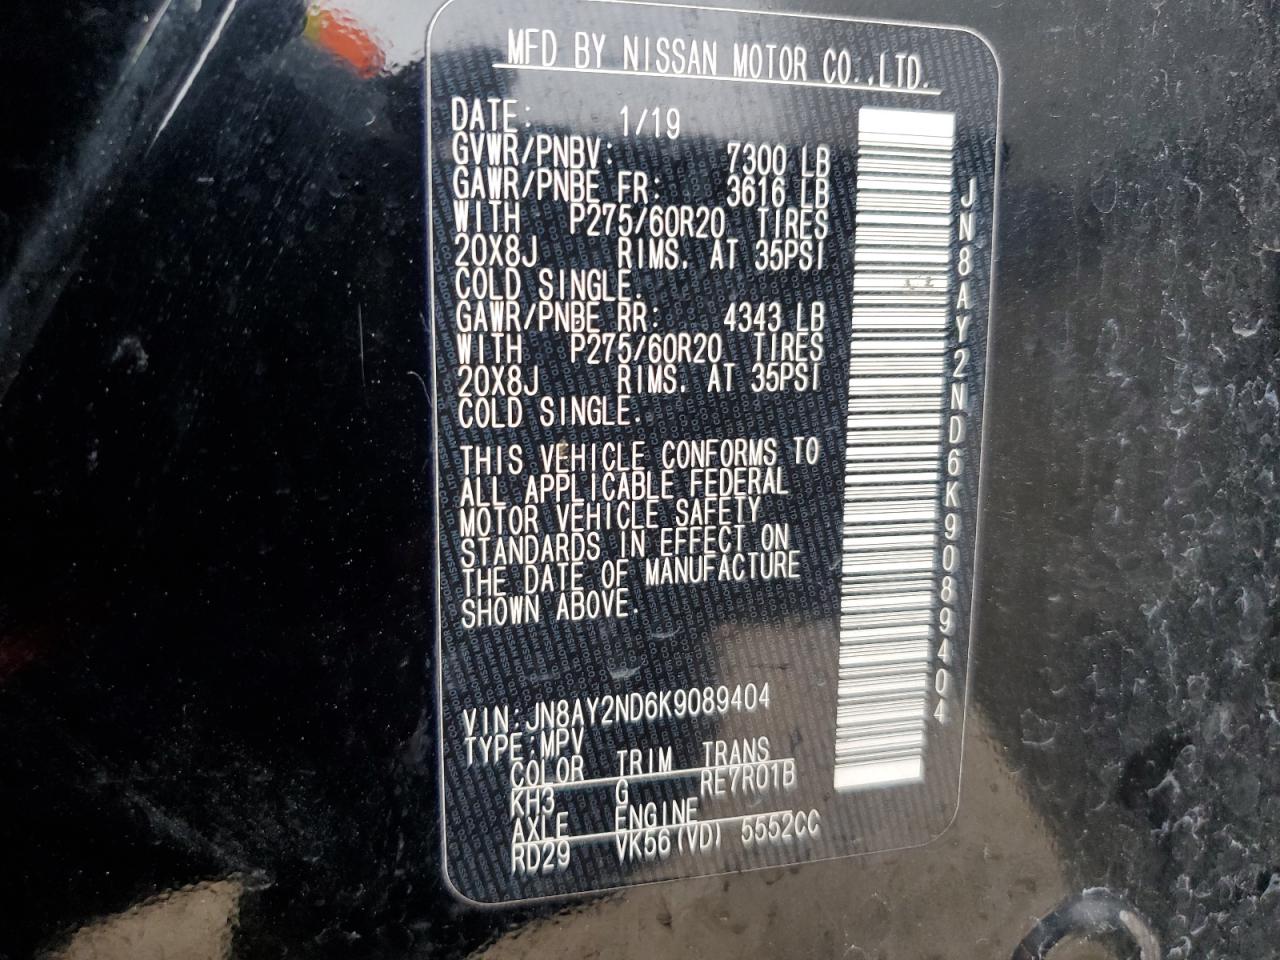 MFD BY NISSAN MOTOR CO.,LTD.
DATE: 1/19
GVWR/PNBV: 7300 LB
GAWR/PNBE FR: 3616 LB
WITH P275/60R20 TIRES
20X8J RIMS. AT 35PSI
COLD SINGLE.
GAWR/PNBE RR: 4343 LB
WITH P275/60R20 TIRES
20X8J RIMS. AT 35PSI
COLD SINGLE.
THIS VEHICLE CONFORMS TO
ALL APPLICABLE FEDERAL
MOTOR VEHICLE SAFETY
STANDARDS IN EFFECT ON
THE DATE OF MANUFACTURE
SHOWN ABOVE.
VIN:JN8AY2ND6K9089404
TYPE:MPV
COLOR TRIM TRANS
KH3 G RE7R01B
AXLE ENGINE
RD29 VK56(VD) 5552CC
JN8AY2ND6K9089404